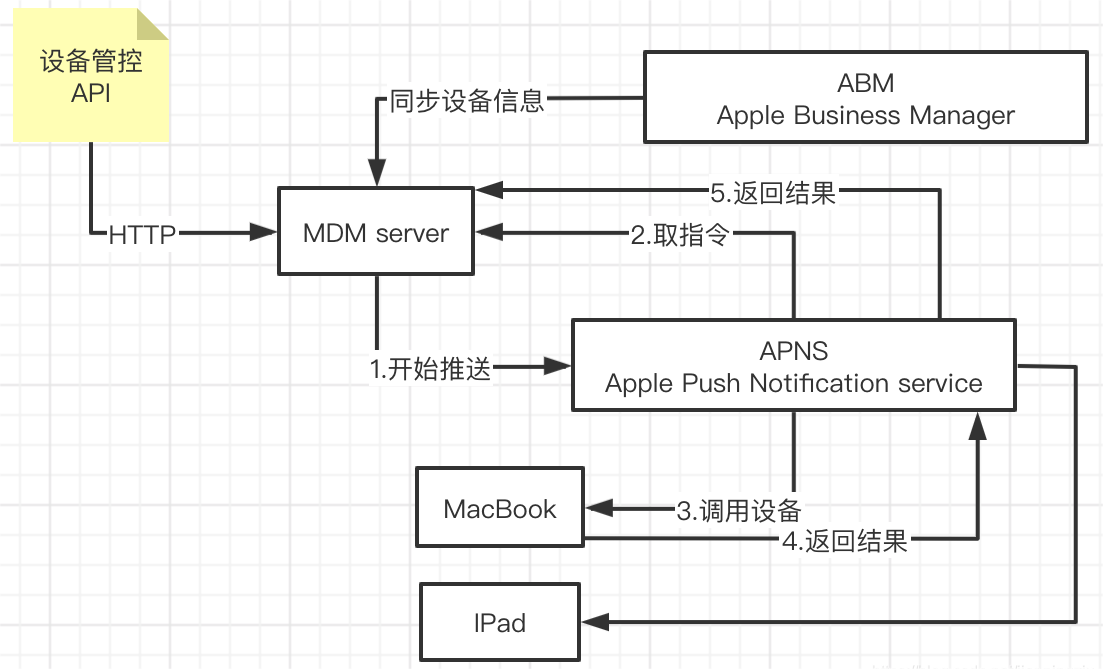 设备管控
API
ABM
Apple Business Manager
同步设备信息
5.返回结果
HTTP
MDM server
2.取指令
1.开始推送
APNS
Apple Push Notification service
MacBook
3.调用设备
4.返回结果
IPad